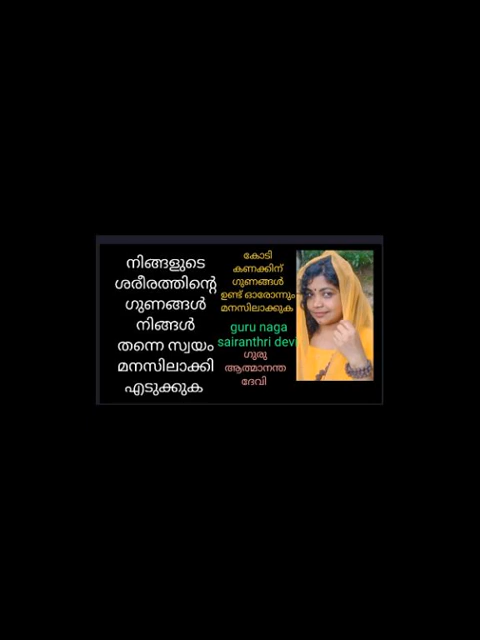 നിങ്ങളുടെ
ശരീരത്തിന്റെ
ഗുണങ്ങൾ
നിങ്ങൾ
തന്നെ സ്വയം
മനസിലാക്കി
എടുക്കുക
കോടി
കണക്കിന്
ഗുണങ്ങൾ
ഉണ്ട് ഓരോന്നും
മനസിലാക്കുക
guru naga
sairanthri devi
ഗുരു
ആത്മാനന്ത
ദേവി